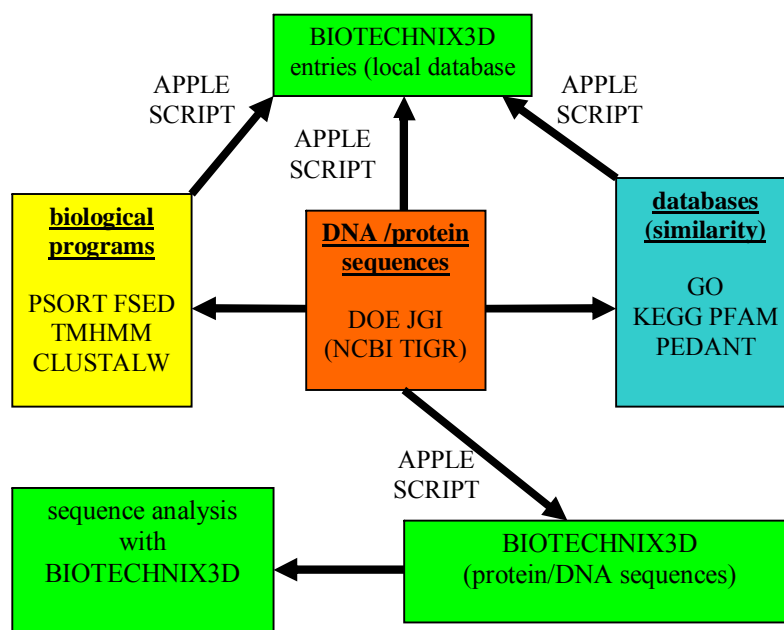 BIOTECHNIX3D
entries (local database
APPLE
SCRIPT
APPLE
SCRIPT
APPLE
SCRIPT
biological
programs
PSORT FSED
TMHMM
CLUSTALW
DNA /protein
sequences
DOE JGI
(NCBI TIGR)
databases
(similarity)
GO
KEGG PFAM
PEDANT
APPLE
SCRIPT
sequence analysis
with
BIOTECHNIX3D
BIOTECHNIX3D
(protein/DNA sequences)